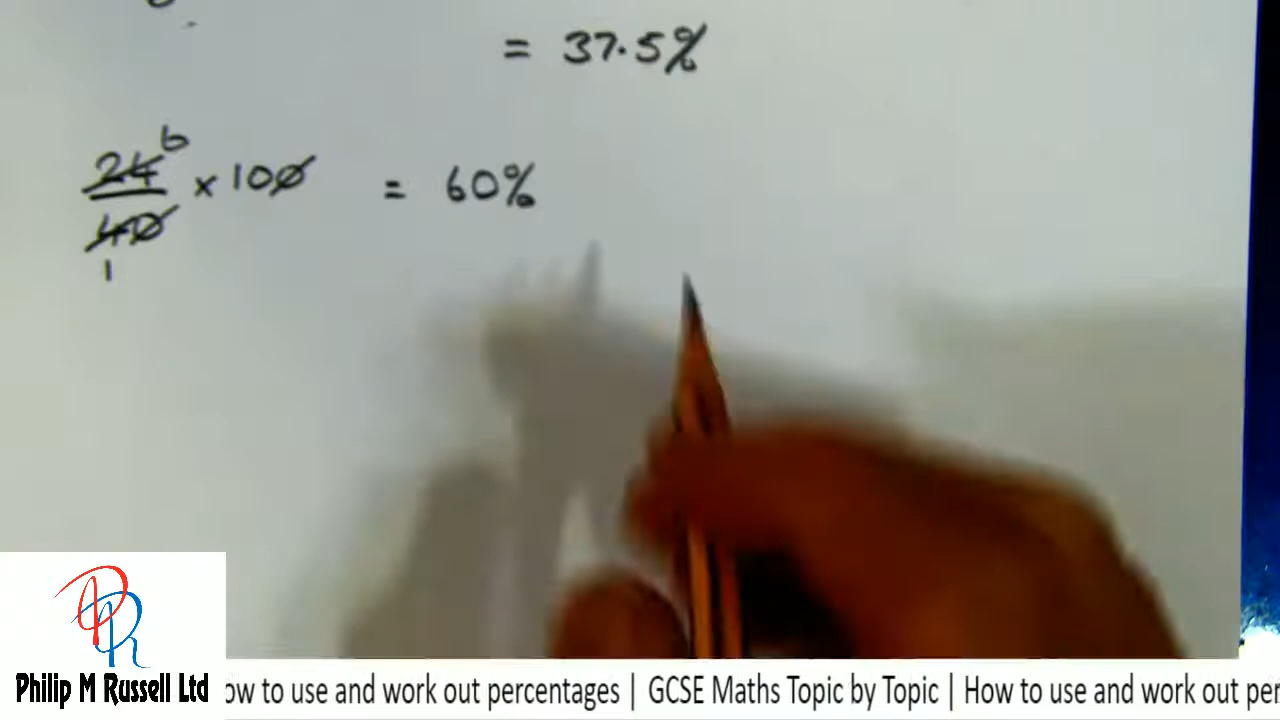 = 37.5%
24 6
× 100 = 60%
40
1
Philip M Russell Ltd
ow to use and work out percentages | GCSE Maths Topic by Topic | How to use and work out per